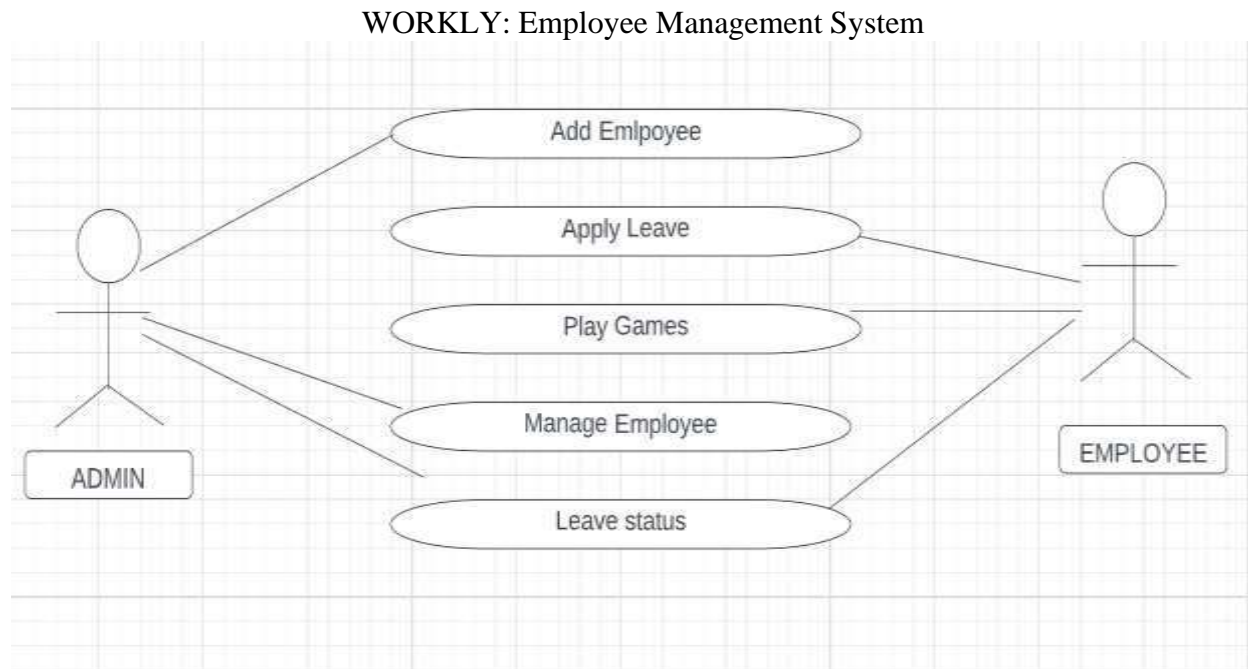 WORKLY: Employee Management System
Add Emlpoyee
Apply Leave
Play Games
Manage Employee
Leave status
ADMIN
EMPLOYEE